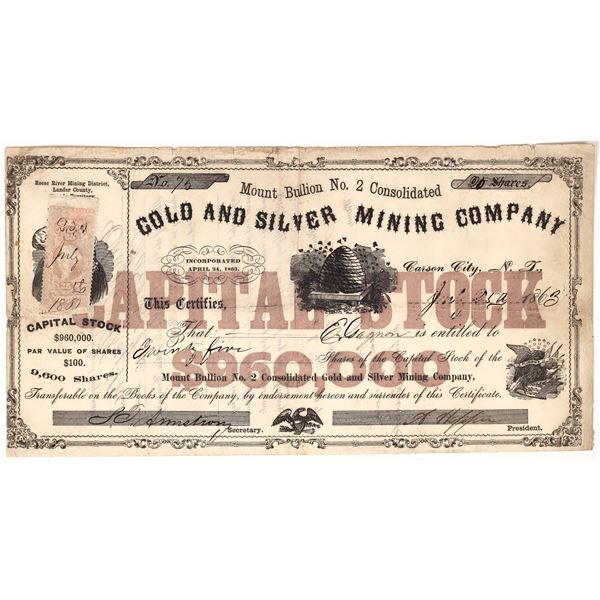 Reese River Mining District,
Lander County,
No. 75
Mount Bullion No. 2 Consolidated
Shares,
GOLD AND SILVER MINING COMPANY
INCORPORATED
APRIL 24, 1863.
Carson City, N. T.
1863
CAPITAL STOCK
$960,000.
This Certifies,
That
is entitled to
Twenty five
Shares of the Capital Stock of the
Mount Bullion No. 2 Consolidated Gold and Silver Mining Company,
Transferable on the Books of the Company, by endorsement hereon and surrender of this Certificate.
CAPITAL STOCK
$960,000.
PAR VALUE OF SHARES
$100.
9,600 Shares.
Secretary.
President.